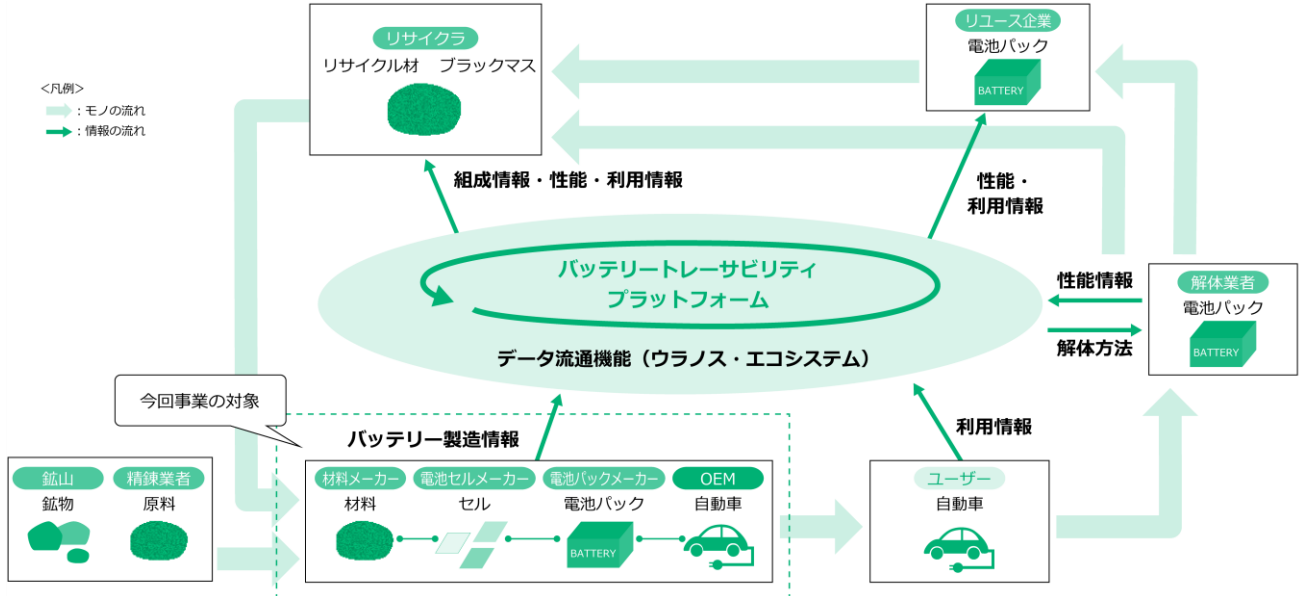 <凡例>
：モノの流れ
：情報の流れ
リサイクラ
リサイクル材 ブラックマス
リユース企業
電池パック
BATTERY
組成情報・性能・利用情報
性能・
利用情報
バッテリートレーサビリティ
プラットフォーム
データ流通機能（ウラノス・エコシステム）
性能情報
解体方法
解体業者
電池パック
BATTERY
今回事業の対象
バッテリー製造情報
利用情報
鉱山
鉱物
精錬業者
原料
材料メーカー
材料
電池セルメーカー
セル
電池パックメーカー
電池パック
BATTERY
OEM
自動車
ユーザー
自動車